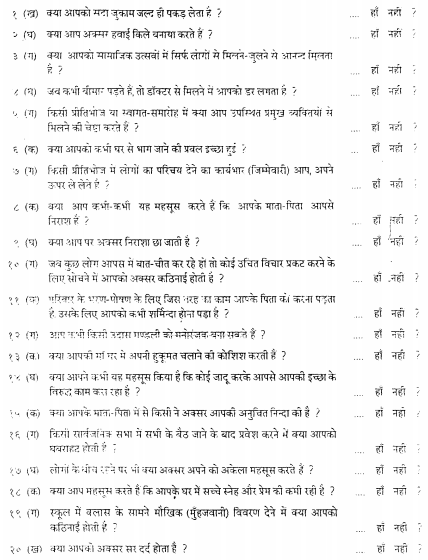 १ (ख) क्या आपको सदा जुकाम जल्द ही पकड़ लेता है ? .... हाँ नही ?
२ (घ) क्या आप अक्सर हवाई किले बनाया करते हैं ? .... हाँ नही ?
३ (ग) क्या आपको सामाजिक उत्सवों में सिर्फ लोगों से मिलने-जुलने से आनन्द मिलता
है ? .... हाँ नही ?
४ (घ) जब कभी बीमार पड़ते हैं, तो डॉक्टर से मिलने में आपको डर लगता है ? .... हाँ नही ?
५ (ग) किसी प्रीतिभोज या स्वागत-समारोह में क्या आप उपस्थित प्रमुख व्यक्तियों से
मिलने की चेष्टा करते हैं ? .... हाँ नही ?
६ (क) क्या आपको कभी घर से भाग जाने की प्रबल इच्छा हुई ? .... हाँ नही ?
७ (ग) किसी प्रीतिभोज में लोगों का परिचय देने का कार्यभार (जिम्मेवारी) आप, अपने
ऊपर ले लेते है ? .... हाँ नही ?
८ (क) क्या आप कभी-कभी यह महसूस करते हैं कि आपके माता-पिता आपसे
निराश हैं ? .... हाँ नही ?
९ (घ) क्या आप पर अक्सर निराशा छा जाती है ? .... हाँ नही ?
१० (ग) जब कुछ लोग आपस में बात-चीत कर रहे हों तो कोई उचित विचार प्रकट करने के
लिए सोचने में आपको अक्सर कठिनाई होती है ? .... हाँ नही ?
११ (क) परिवार के भरण-पोषण के लिए जिस तरह का काम आपके पिता को करना पड़ता
है उसके लिए आपको कभी शर्मिन्दा होना पड़ा है ? .... हाँ नही ?
१२ (ग) आप कभी किसी उदास मण्डली को मनोरंजक बना सकते हैं ? .... हाँ नही ?
१३ (क) क्या आपकी माँ घर में अपनी हुकूमत चलाने की कोशिश करती हैं ? .... हाँ नही ?
१४ (घ) क्या आपने कभी यह महसूस किया है कि कोई जादू करके आपसे आपकी इच्छा के
विरुद्ध काम करा रहा है ? .... हाँ नही ?
१५ (क) क्या आपके माता-पिता में से किसी ने अक्सर आपकी अनुचित निन्दा की है ? .... हाँ नही ?
१६ (ग) किसी सार्वजनिक सभा में सभी के बैठ जाने के बाद प्रवेश करने में क्या आपको
घबराहट होती है ? .... हाँ नही ?
१७ (घ) लोगों के बीच रहने पर भी क्या अक्सर अपने को अकेला महसूस करते हैं ? .... हाँ नही ?
१८ (क) क्या आप महसूस करते हैं कि आपके घर में सच्चे स्नेह और प्रेम की कमी रही है ? .... हाँ नही ?
१९ (ग) स्कूल में क्लास के सामने मौखिक (मुँहजवानी) विवरण देने में क्या आपको
कठिनाई होती है ? .... हाँ नही ?
२० (ख) क्या आपको अक्सर सर दर्द होता है ? .... हाँ नही ?